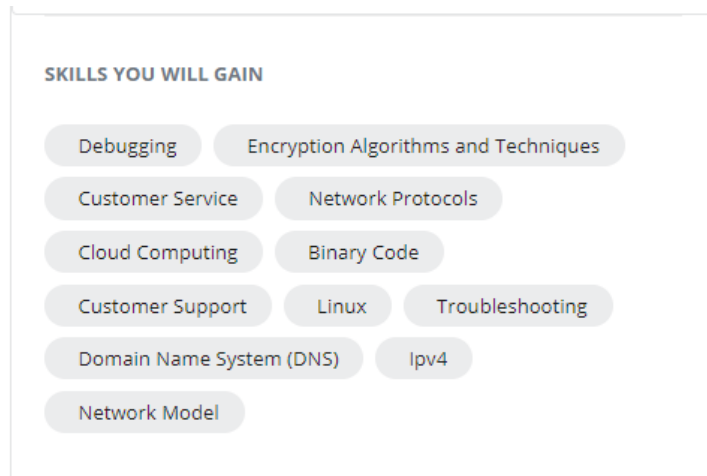 SKILLS YOU WILL GAIN
Debugging Encryption Algorithms and Techniques
Customer Service Network Protocols
Cloud Computing Binary Code
Customer Support Linux Troubleshooting
Domain Name System (DNS) Ipv4
Network Model